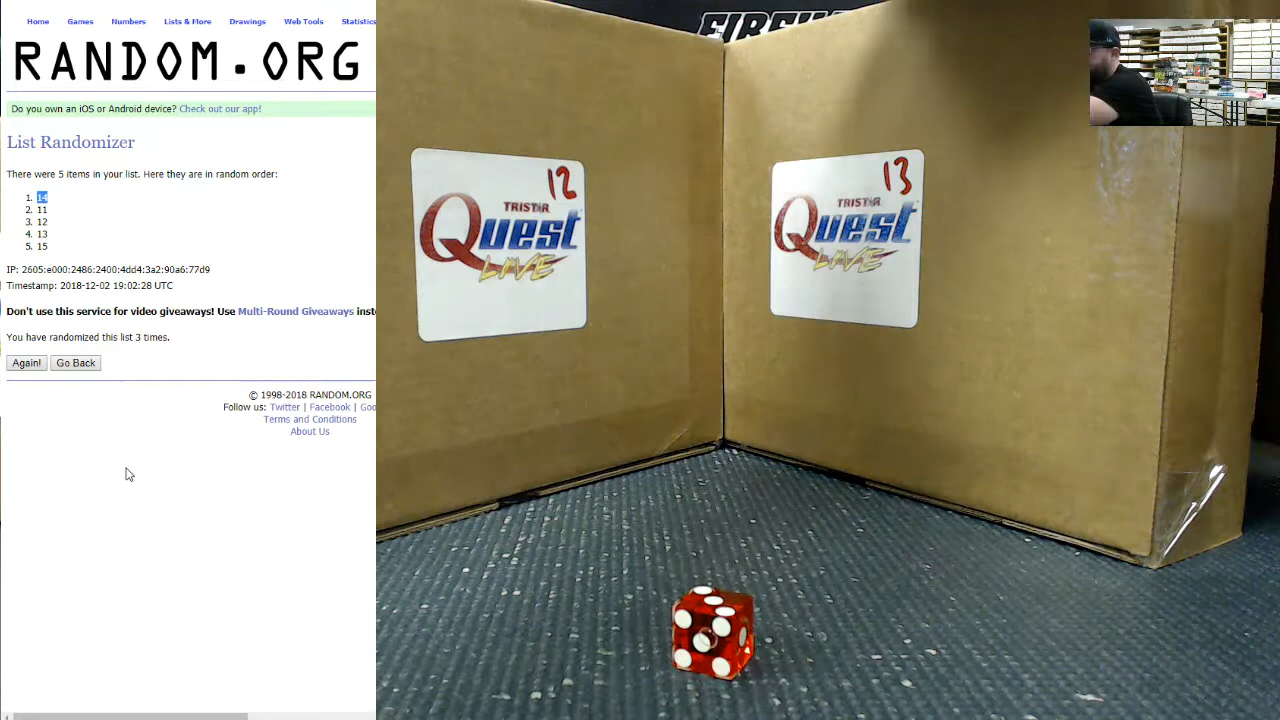 Home Games Numbers Lists & More Drawings Web Tools Statistics
RANDOM.ORG
Do you own an iOS or Android device? Check out our app!
List Randomizer
There were 5 items in your list. Here they are in random order:
1. 14
2. 11
3. 12
4. 13
5. 15
IP: 2605:e000:2486:2400:4dd4:3a2:90a6:77d9
Timestamp: 2018-12-02 19:02:28 UTC
Don't use this service for video giveaways! Use Multi-Round Giveaways inste
You have randomized this list 3 times.
Again! Go Back
© 1998-2018 RANDOM.ORG
Follow us: Twitter | Facebook | Goo
Terms and Conditions
About Us
12
TRISTAR
Quest
LIVE
13
TRISTAR
Quest
LIVE